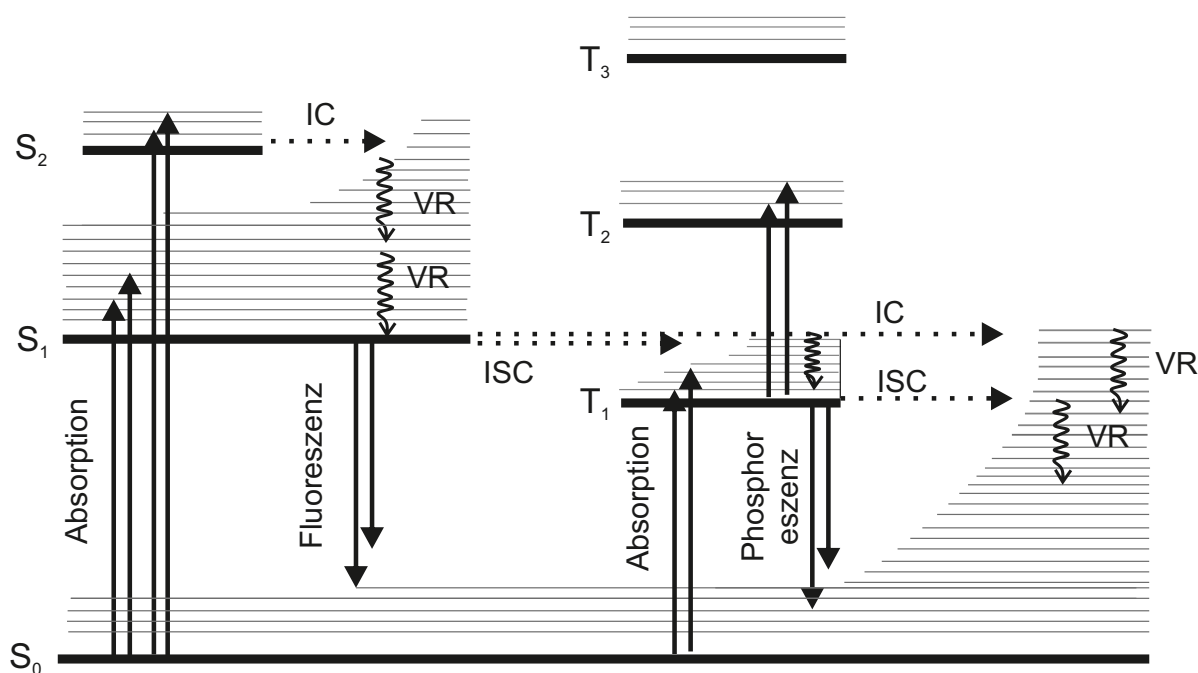 T₃
IC
S₂
VR
T₂
VR
IC
S₁
ISC
VR
ISC
T₁
VR
Absorption
Fluoreszenz
Absorption
Phosphor
eszenz
S₀